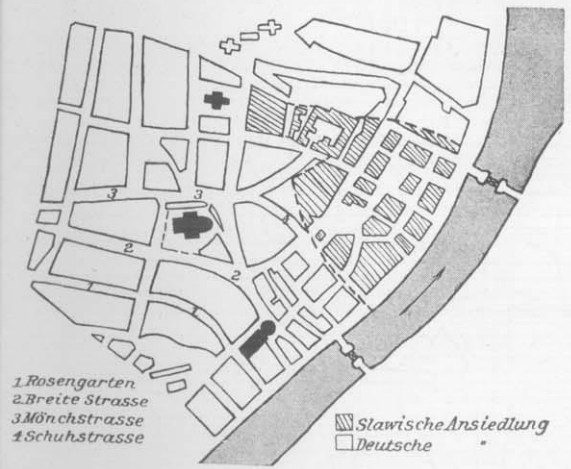 3
3
2
2
1.Rosengarten
2.Breite Strasse
3.Mönchstrasse
4 Schuhstrasse
Slawische Ansiedlung
Deutsche "